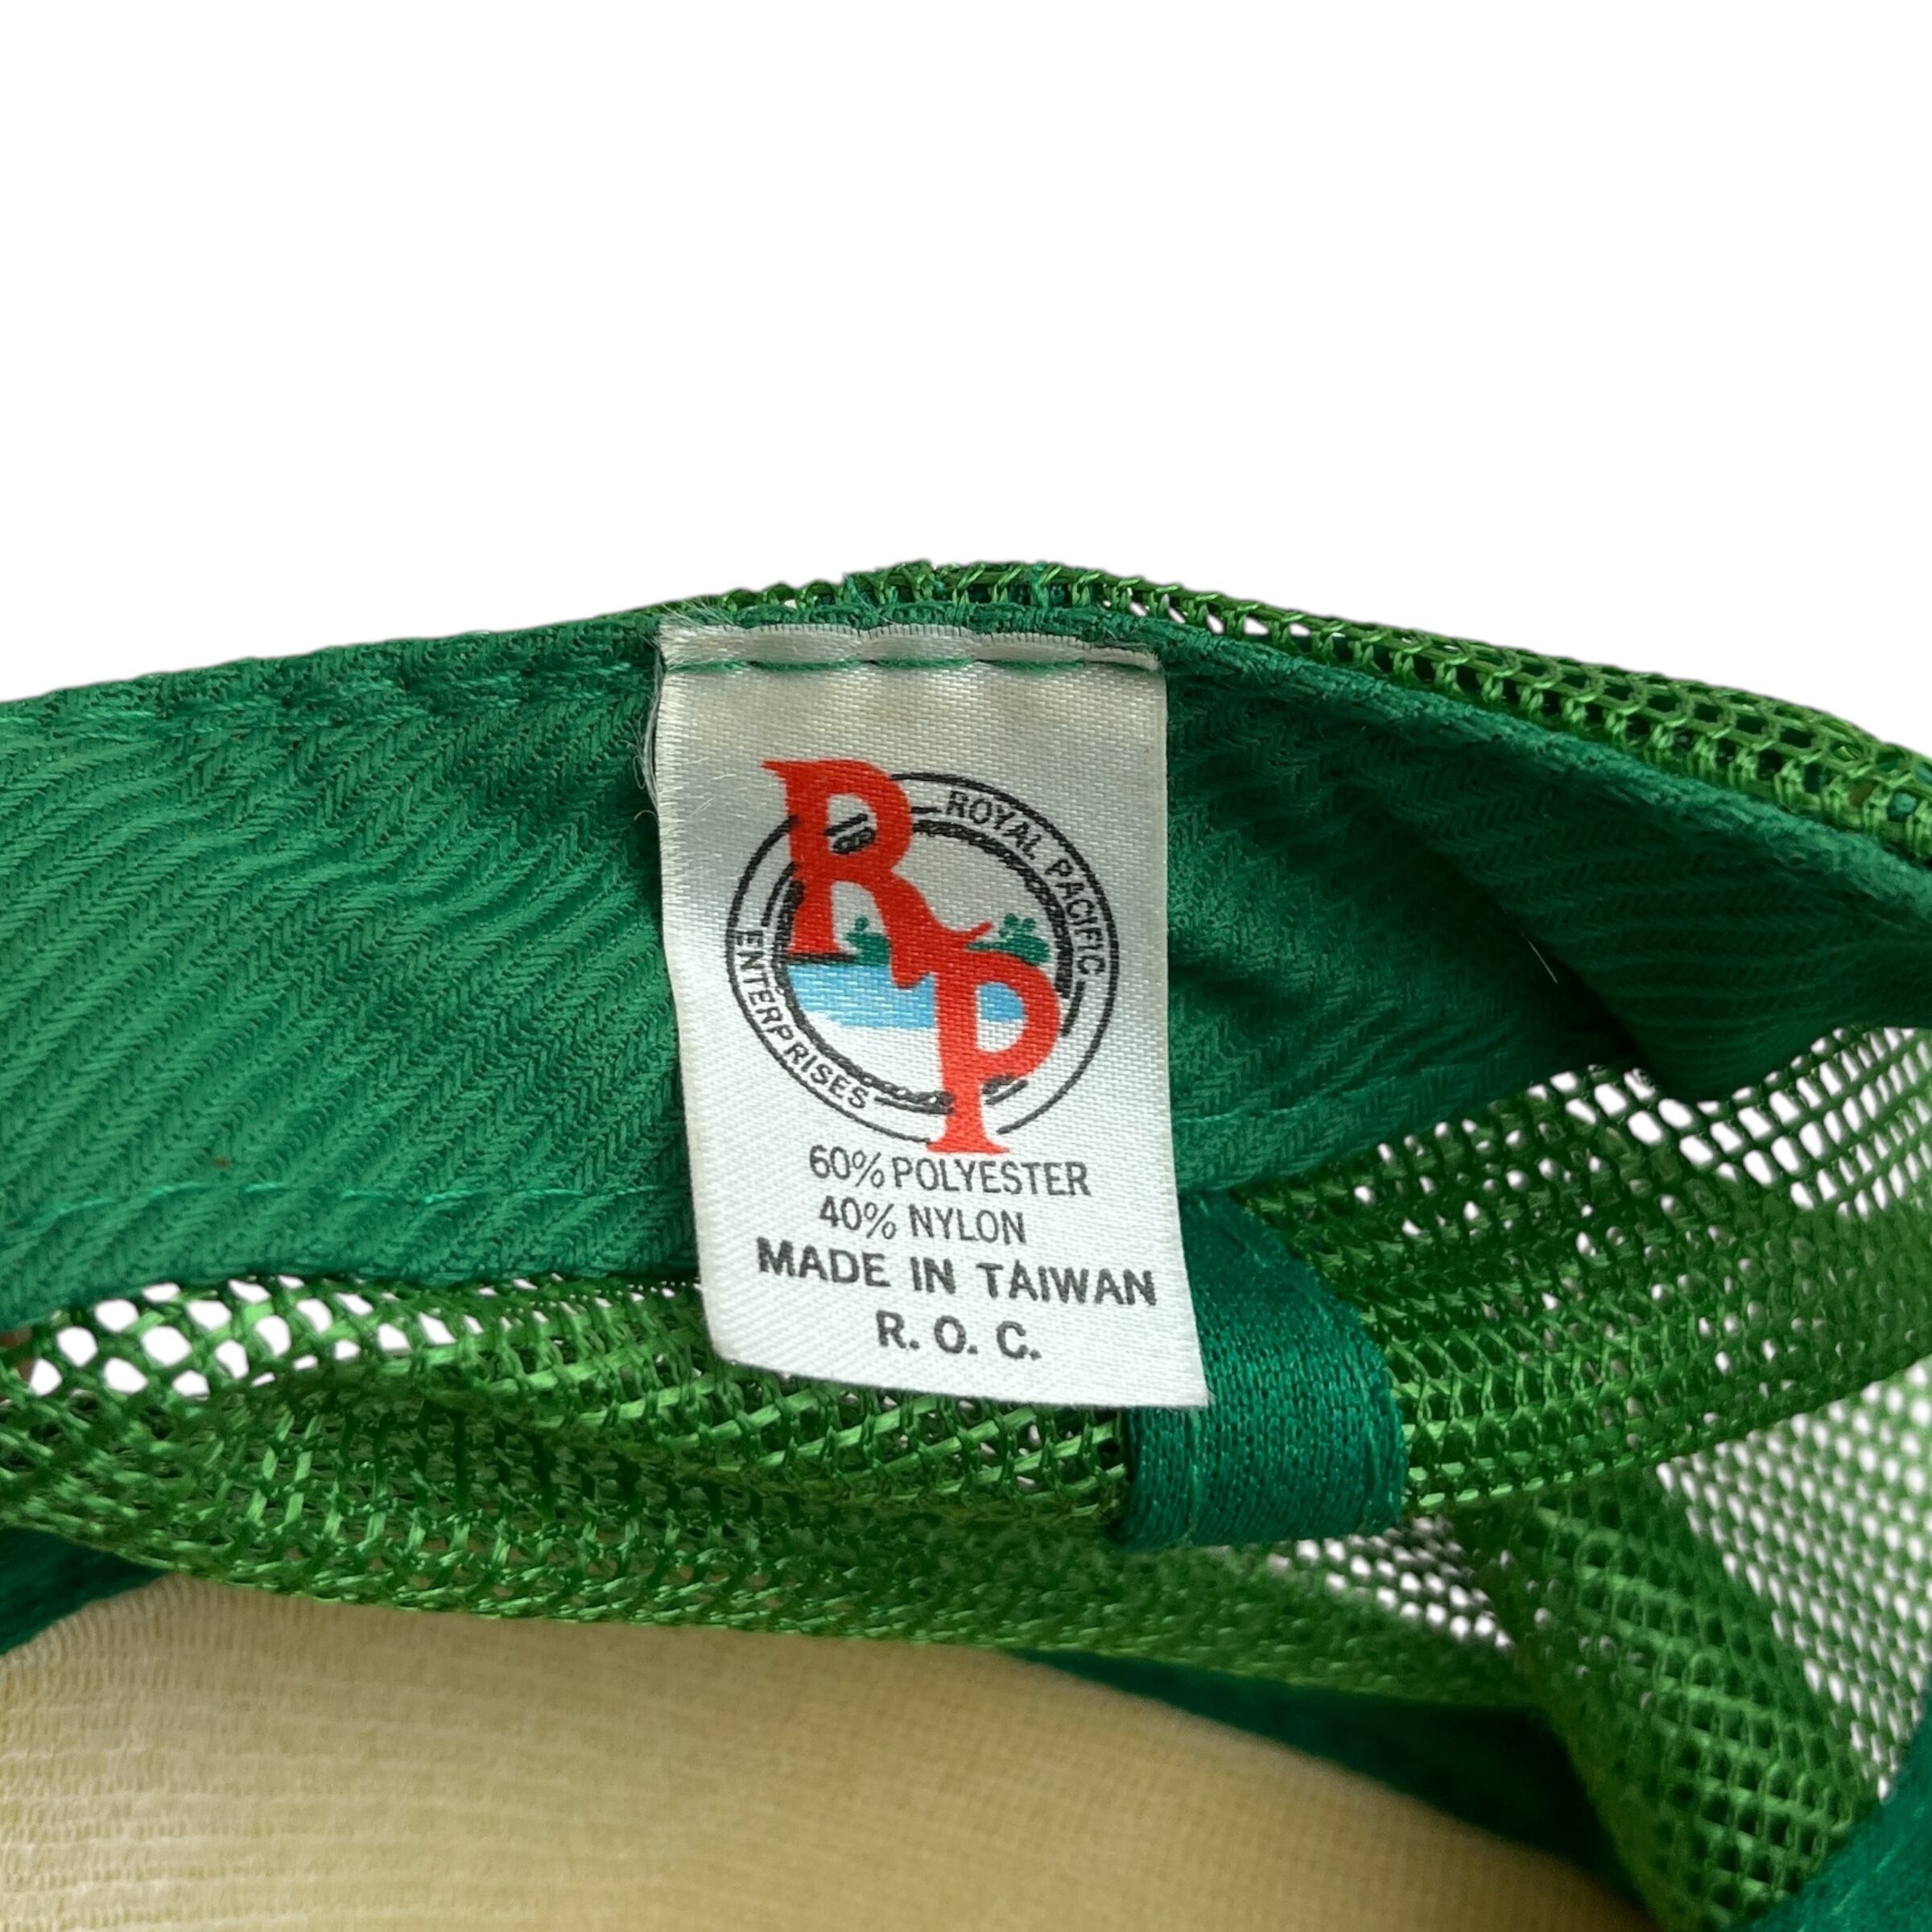 RP
ROYAL PACIFIC
ENTERPRISES
60% POLYESTER
40% NYLON
MADE IN TAIWAN
R. O. C.